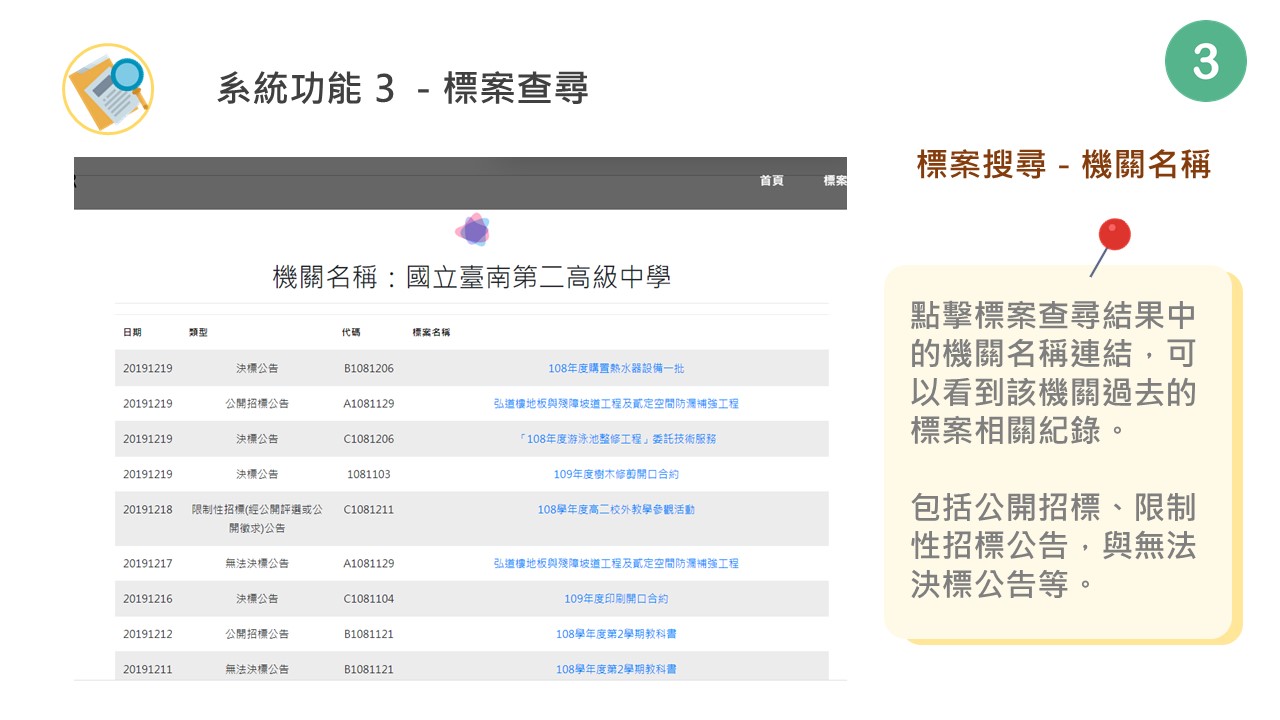 系統功能 3 - 標案查尋
3
首頁 標案
機關名稱：國立臺南第二高級中學
日期 類型 代碼 標案名稱
20191219 決標公告 B1081206 108年度購置熱水器設備一批
20191219 公開招標公告 A1081129 弘道樓地板與殘障坡道工程及貳定空間防漏補強工程
20191219 決標公告 C1081206 「108年度游泳池整修工程」委託技術服務
20191219 決標公告 1081103 109年度樹木修剪開口合約
20191218 限制性招標(經公開評選或公 C1081211 108學年度高二校外教學參觀活動
開徵求)公告
20191217 無法決標公告 A1081129 弘道樓地板與殘障坡道工程及貳定空間防漏補強工程
20191216 決標公告 C1081104 109年度印刷開口合約
20191212 公開招標公告 B1081121 108學年度第2學期教科書
20191211 無法決標公告 B1081121 108學年度第2學期教科書
標案搜尋 - 機關名稱
點擊標案查尋結果中
的機關名稱連結，可
以看到該機關過去的
標案相關紀錄。
包括公開招標、限制
性招標公告，與無法
決標公告等。